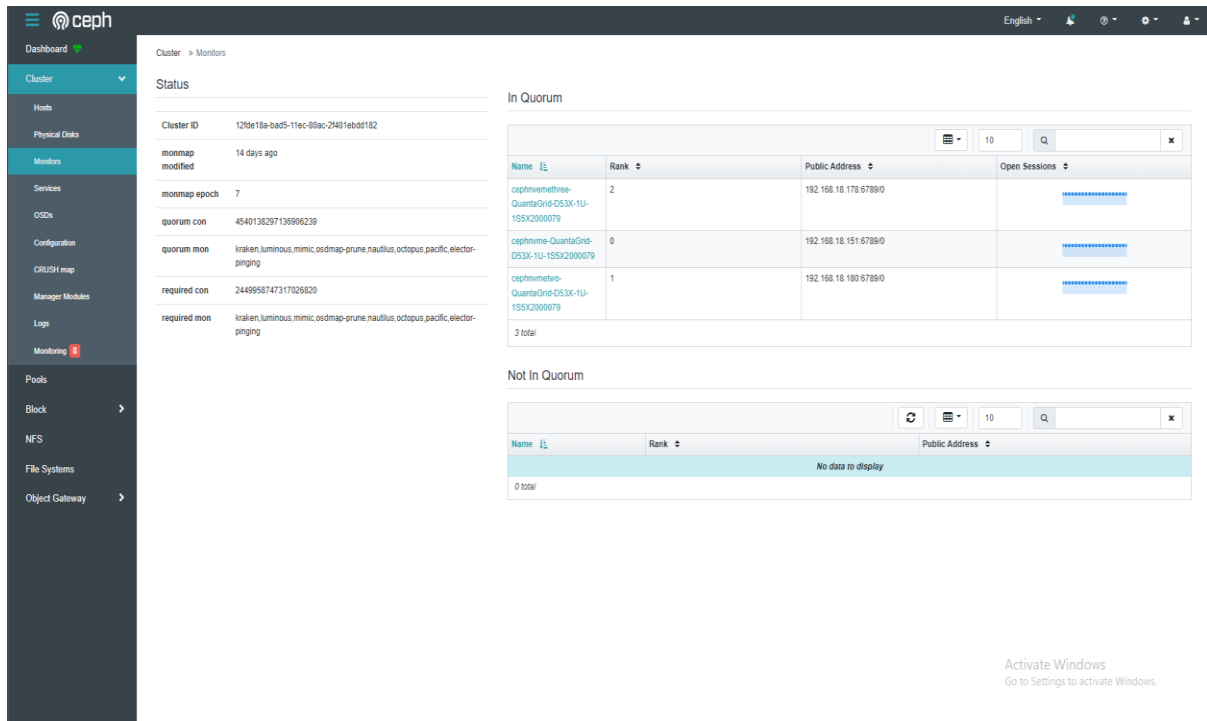 ceph
English
Dashboard
Cluster
Hosts
Physical Disks
Monitors
Services
OSDs
Configuration
CRUSH map
Manager Modules
Logs
Monitoring 8
Pools
Block
NFS
File Systems
Object Gateway
Cluster » Monitors
Status
Cluster ID 12fde18a-bad5-11ec-80ac-2f401ebdd182
monmap modified 14 days ago
monmap epoch 7
quorum con 4540138297136906239
quorum mon kraken,luminous,mimic,osdmap-prune,nautilus,octopus,pacific,elector-
pinging
required con 2449958747317026820
required mon kraken,luminous,mimic,osdmap-prune,nautilus,octopus,pacific,elector-
pinging
In Quorum
10
Name Rank Public Address Open Sessions
cephnvemethree- 2 192.168.18.178:6789/0
QuantaGrid-D53X-1U-
1S5X2000079
cephnvme-QuantaGrid- 0 192.168.18.151:6789/0
D53X-1U-1S5X2000079
cephnvmetwo- 1 192.168.18.180:6789/0
QuantaGrid-D53X-1U-
1S5X2000079
3 total
Not In Quorum
10
Name Rank Public Address
No data to display
0 total
Activate Windows
Go to Settings to activate Windows.